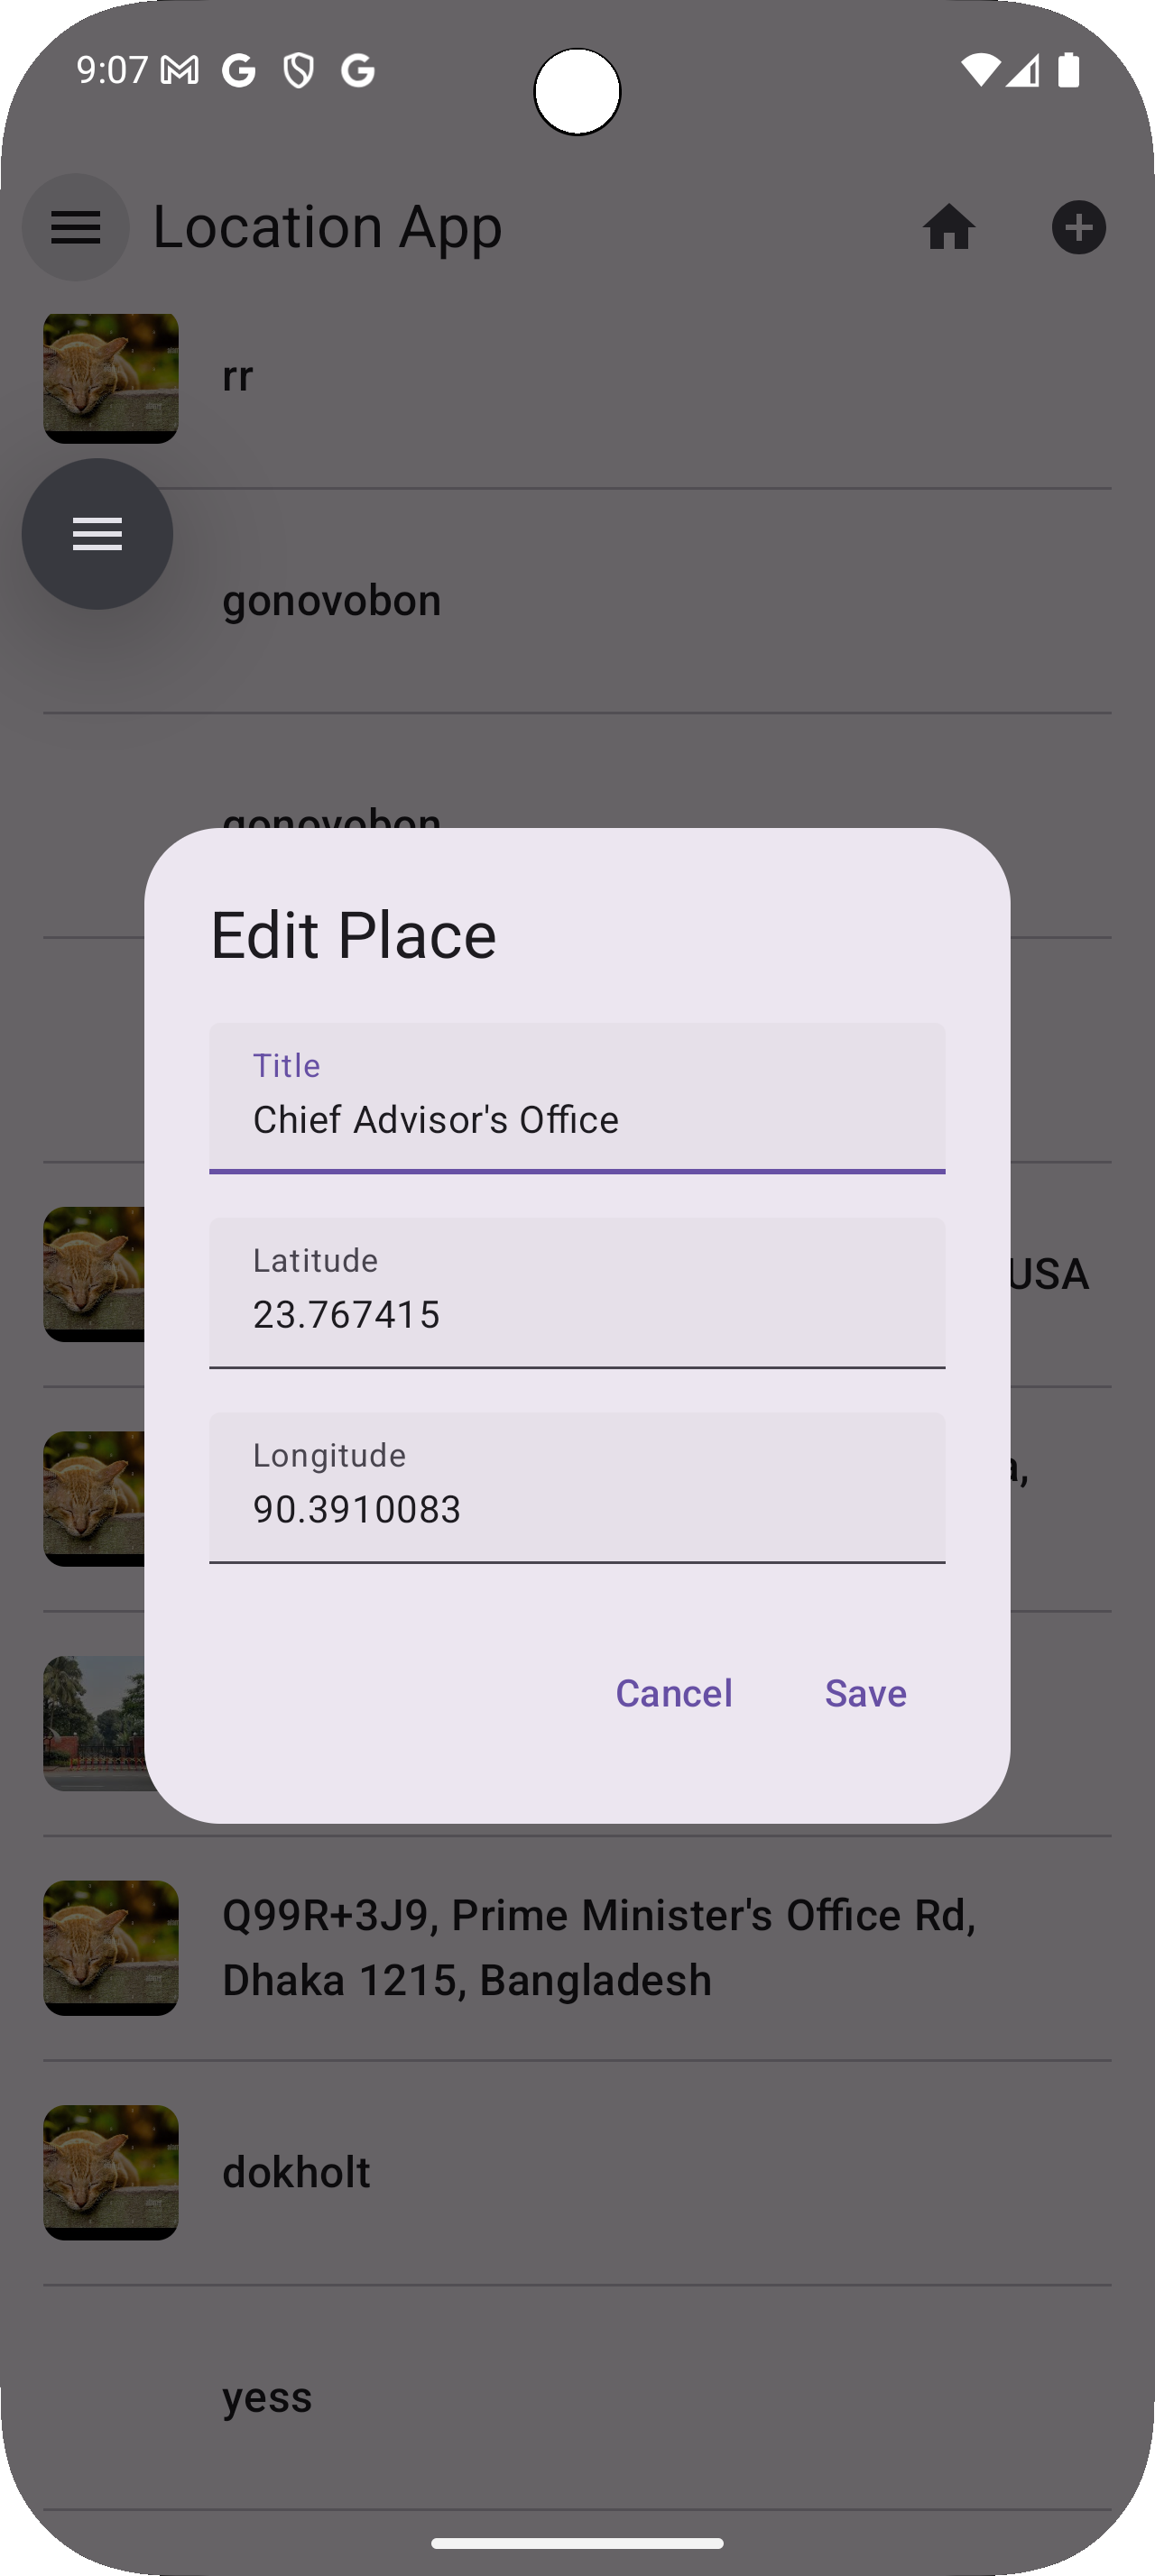 9:07
Location App
rr
gonovobon
gonovobon
Edit Place
Title
Chief Advisor's Office
Latitude
23.767415
USA
Longitude
90.3910083
a,
Cancel Save
Q99R+3J9, Prime Minister's Office Rd,
Dhaka 1215, Bangladesh
dokholt
yess